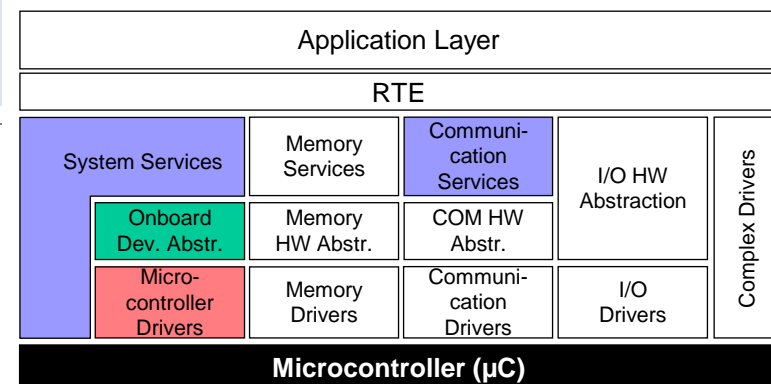 Application Layer
RTE
System Services
Memory
Services
Communi-
cation
Services
I/O HW
Abstraction
Complex Drivers
Onboard
Dev. Abstr.
Memory
HW Abstr.
COM HW
Abstr.
Micro-
controller
Drivers
Memory
Drivers
Communi-
cation
Drivers
I/O
Drivers
Microcontroller (µC)